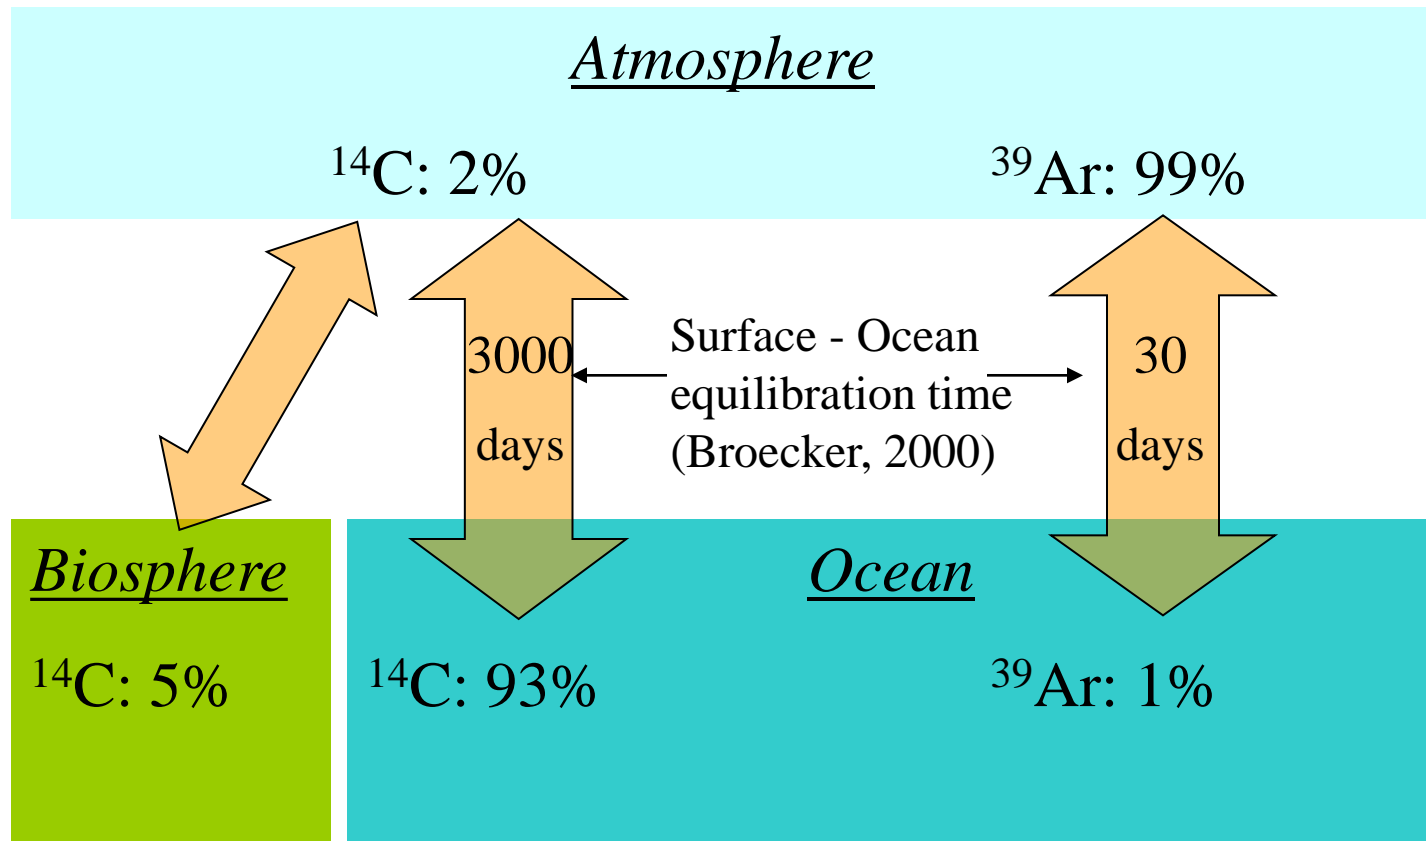 Atmosphere
¹⁴C: 2%
³⁹Ar: 99%
3000
days
Surface - Ocean
equilibration time
(Broecker, 2000)
30
days
Biosphere
¹⁴C: 5%
Ocean
¹⁴C: 93%
³⁹Ar: 1%